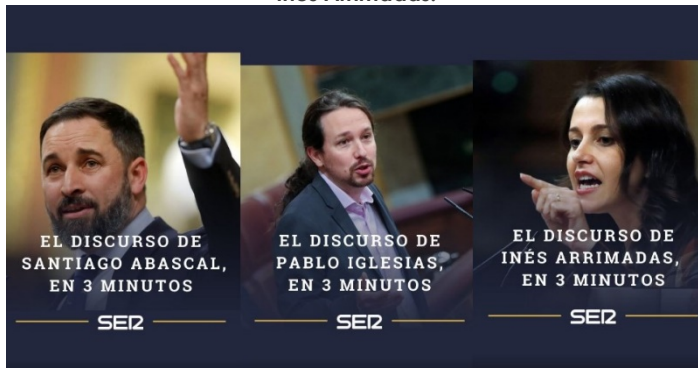 EL DISCURSO DE
SANTIAGO ABASCAL,
EN 3 MINUTOS
SER
EL DISCURSO DE
PABLO IGLESIAS,
EN 3 MINUTOS
SER
EL DISCURSO DE
INÉS ARRIMADAS,
EN 3 MINUTOS
SER